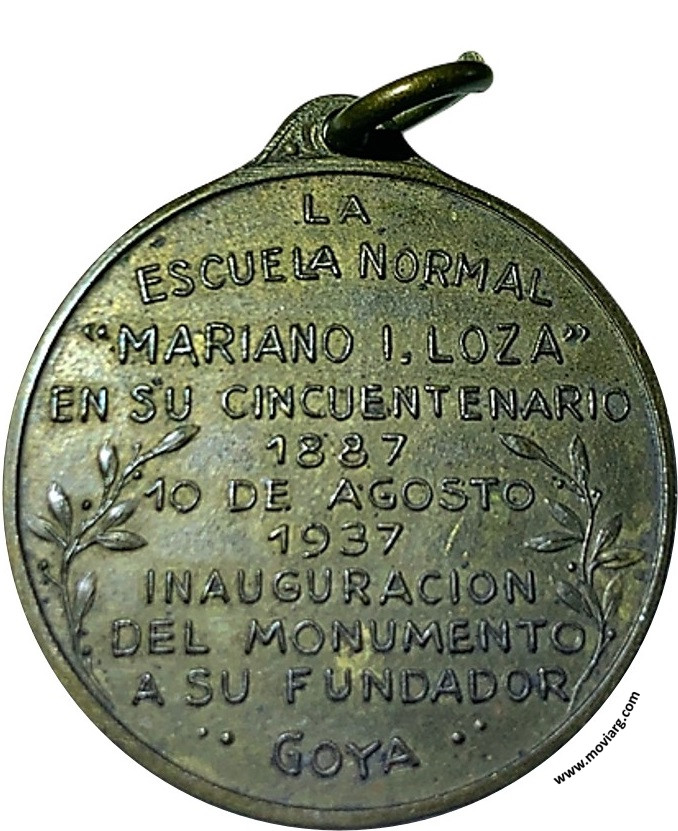 LA
ESCUELA NORMAL
"MARIANO I, LOZA"
EN SU CINCUENTENARIO
1887
10 DE AGOSTO
1937
INAUGURACION
DEL MONUMENTO
A SU FUNDADOR
GOYA
www.moviarg.com